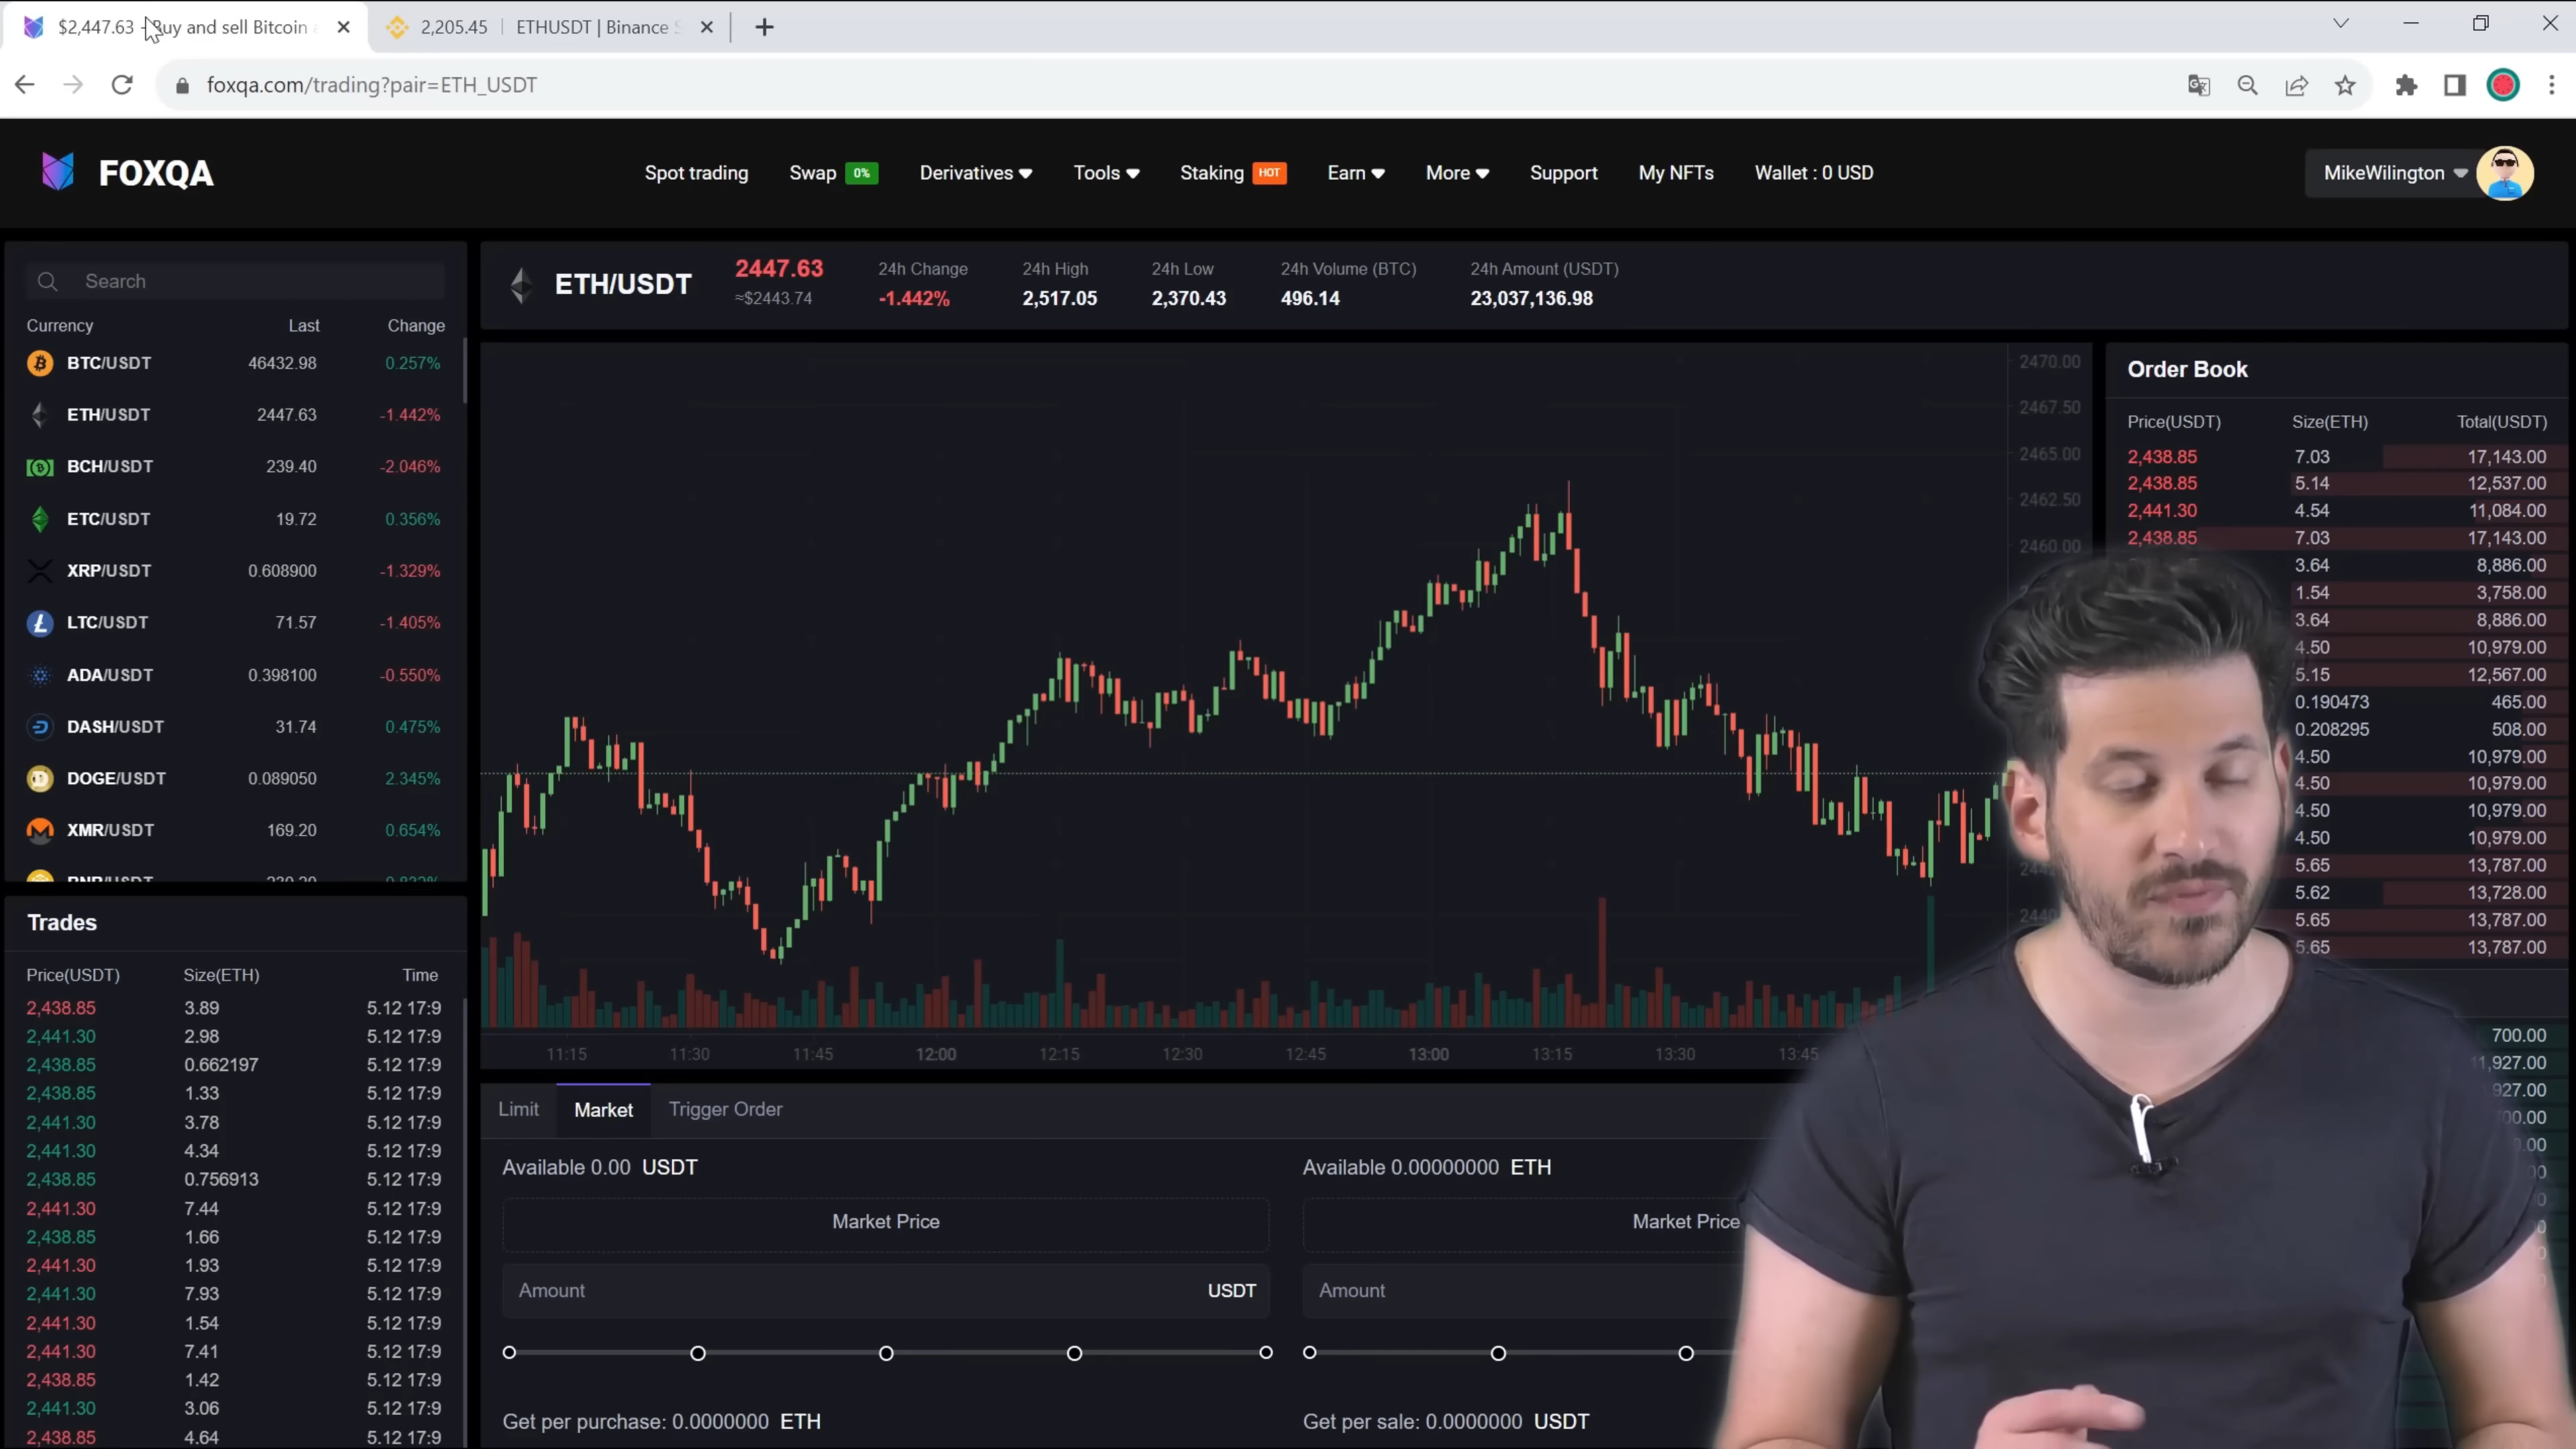 $2,447.63 - Buy and sell Bitcoin
2,205.45 | ETHUSDT | Binance S
foxqa.com/trading?pair=ETH_USDT
FOXQA
Spot trading
Swap 0%
Derivatives
Tools
Staking HOT
Earn
More
Support
My NFTs
Wallet : 0 USD
MikeWilington
Search
Currency Last Change
BTC/USDT 46432.98 0.257%
ETH/USDT 2447.63 -1.442%
BCH/USDT 239.40 -2.046%
ETC/USDT 19.72 0.356%
XRP/USDT 0.608900 -1.329%
LTC/USDT 71.57 -1.405%
ADA/USDT 0.398100 -0.550%
DASH/USDT 31.74 0.475%
DOGE/USDT 0.089050 2.345%
XMR/USDT 169.20 0.654%
Trades
Price(USDT) Size(ETH) Time
2,438.85 3.89 5.12 17:9
2,441.30 2.98 5.12 17:9
2,438.85 0.662197 5.12 17:9
2,438.85 1.33 5.12 17:9
2,441.30 3.78 5.12 17:9
2,441.30 4.34 5.12 17:9
2,438.85 0.756913 5.12 17:9
2,441.30 7.44 5.12 17:9
2,438.85 1.66 5.12 17:9
2,441.30 1.93 5.12 17:9
2,441.30 7.93 5.12 17:9
2,441.30 1.54 5.12 17:9
2,441.30 7.41 5.12 17:9
2,438.85 1.42 5.12 17:9
2,441.30 3.06 5.12 17:9
2,438.85 4.64 5.12 17:9
ETH/USDT
2447.63
≈$2443.74
24h Change
-1.442%
24h High
2,517.05
24h Low
2,370.43
24h Volume (BTC)
496.14
24h Amount (USDT)
23,037,136.98
2470.00
2467.50
2465.00
2462.50
2460.00
11:15 11:30 11:45 12:00 12:15 12:30 12:45 13:00 13:15 13:30 13:45
Limit Market Trigger Order
Available 0.00 USDT
Market Price
Amount USDT
Get per purchase: 0.0000000 ETH
Available 0.00000000 ETH
Market Price
Amount
Get per sale: 0.0000000 USDT
Order Book
Price(USDT) Size(ETH) Total(USDT)
2,438.85 7.03 17,143.00
2,438.85 5.14 12,537.00
2,441.30 4.54 11,084.00
2,438.85 7.03 17,143.00
3.64 8,886.00
1.54 3,758.00
3.64 8,886.00
4.50 10,979.00
5.15 12,567.00
0.190473 465.00
0.208295 508.00
4.50 10,979.00
4.50 10,979.00
4.50 10,979.00
4.50 10,979.00
5.65 13,787.00
5.62 13,728.00
5.65 13,787.00
5.65 13,787.00
700.00
11,927.00